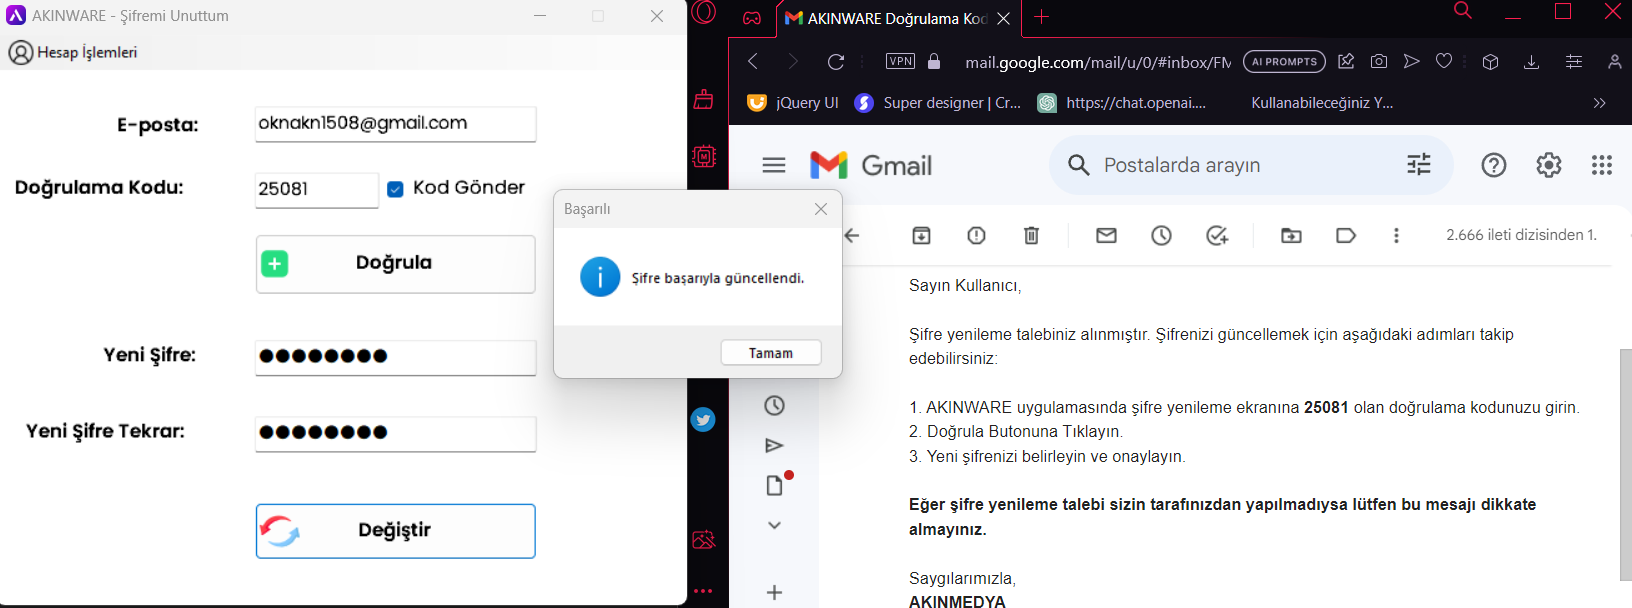 AKINWARE - Şifremi Unuttum
Hesap İşlemleri
E-posta:
oknakn1508@gmail.com
Doğrulama Kodu:
25081
Kod Gönder
Doğrula
Yeni Şifre:
Yeni Şifre Tekrar:
Değiştir
Başarılı
Şifre başarıyla güncellendi.
Tamam
AKINWARE Doğrulama Kod
VPN
mail.google.com/mail/u/0/#inbox/FM
AI PROMPTS
jQuery UI
Super designer | Cr...
https://chat.openai....
Kullanabileceğiniz Y...
Gmail
Postalarda arayın
2.666 ileti dizisinden 1.
Sayın Kullanıcı,
Şifre yenileme talebiniz alınmıştır. Şifrenizi güncellemek için aşağıdaki adımları takip
edebilirsiniz:
1. AKINWARE uygulamasında şifre yenileme ekranına 25081 olan doğrulama kodunuzu girin.
2. Doğrula Butonuna Tıklayın.
3. Yeni şifrenizi belirleyin ve onaylayın.
Eğer şifre yenileme talebi sizin tarafınızdan yapılmadıysa lütfen bu mesajı dikkate
almayınız.
Saygılarımızla,
AKINMEDYA